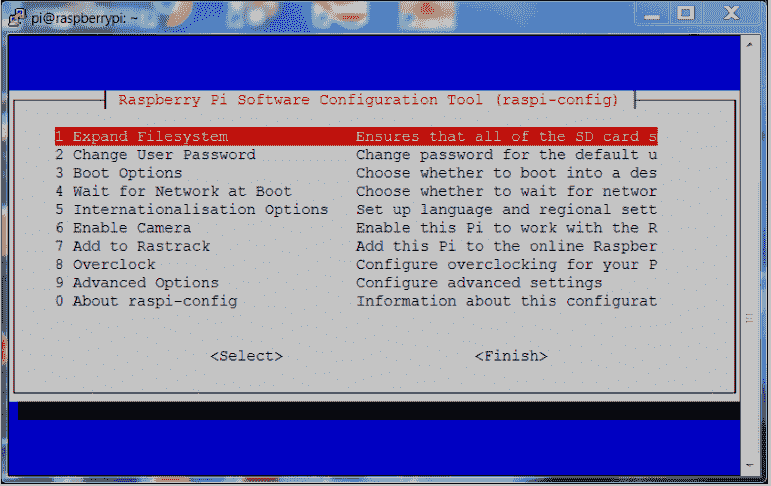 pi@raspberrypi: ~
Raspberry Pi Software Configuration Tool (raspi-config)
1 Expand Filesystem Ensures that all of the SD card s
2 Change User Password Change password for the default u
3 Boot Options Choose whether to boot into a des
4 Wait for Network at Boot Choose whether to wait for networ
5 Internationalisation Options Set up language and regional sett
6 Enable Camera Enable this Pi to work with the R
7 Add to Rastrack Add this Pi to the online Raspber
8 Overclock Configure overclocking for your P
9 Advanced Options Configure advanced settings
0 About raspi-config Information about this configurat
<Select> <Finish>